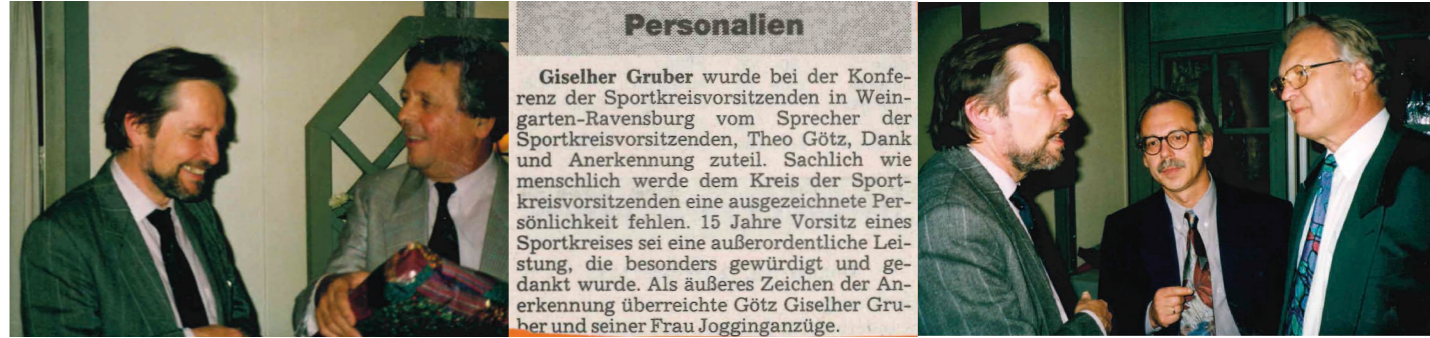 Personalien
Giselher Gruber wurde bei der Konfe-
renz der Sportkreisvorsitzenden in Wein-
garten-Ravensburg vom Sprecher der
Sportkreisvorsitzenden, Theo Götz, Dank
und Anerkennung zuteil. Sachlich wie
menschlich werde dem Kreis der Sport-
kreisvorsitzenden eine ausgezeichnete Per-
sönlichkeit fehlen. 15 Jahre Vorsitz eines
Sportkreises sei eine außerordentliche Lei-
stung, die besonders gewürdigt und ge-
dankt wurde. Als äußeres Zeichen der An-
erkennung überreichte Götz Giselher Gru-
ber und seiner Frau Jogginganzüge.